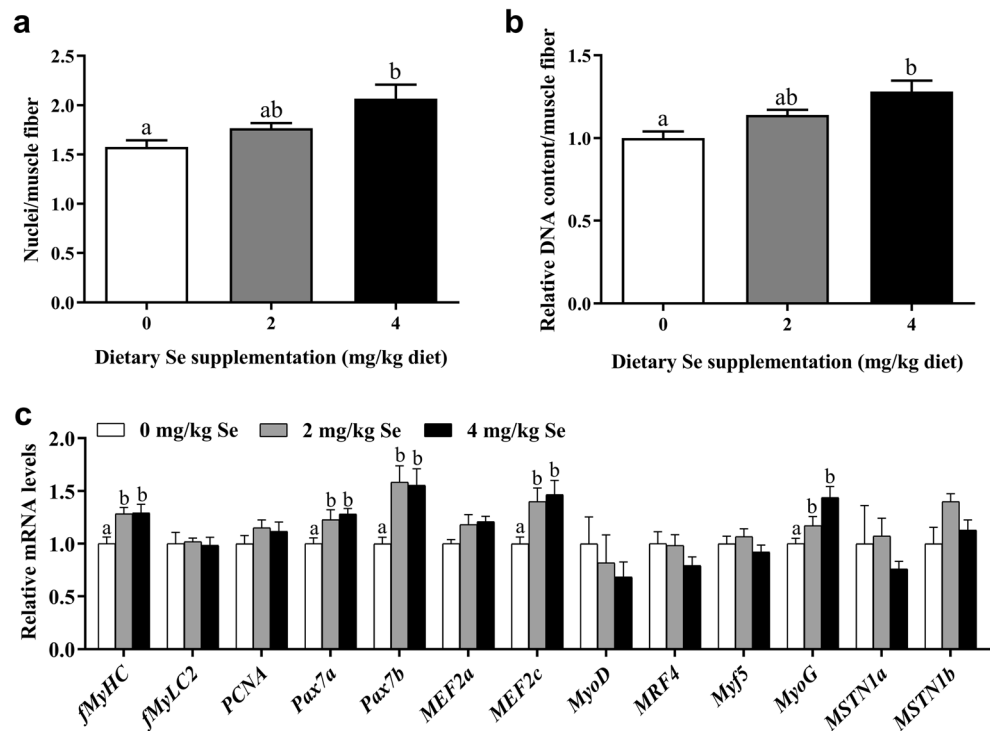 a
Nuclei/muscle fiber
2.5
2.0
1.5
1.0
0.5
0.0
a
ab
b
0 2 4
Dietary Se supplementation (mg/kg diet)
b
Relative DNA content/muscle fiber
1.5
1.0
0.5
0.0
a
ab
b
0 2 4
Dietary Se supplementation (mg/kg diet)
c
0 mg/kg Se 2 mg/kg Se 4 mg/kg Se
Relative mRNA levels
2.0
1.5
1.0
0.5
0.0
a b b
a b b
a b b
a b b
a b b
fMyHC
fMyLC2
PCNA
Pax7a
Pax7b
MEF2a
MEF2c
MyoD
MRF4
Myf5
MyoG
MSTN1a
MSTN1b